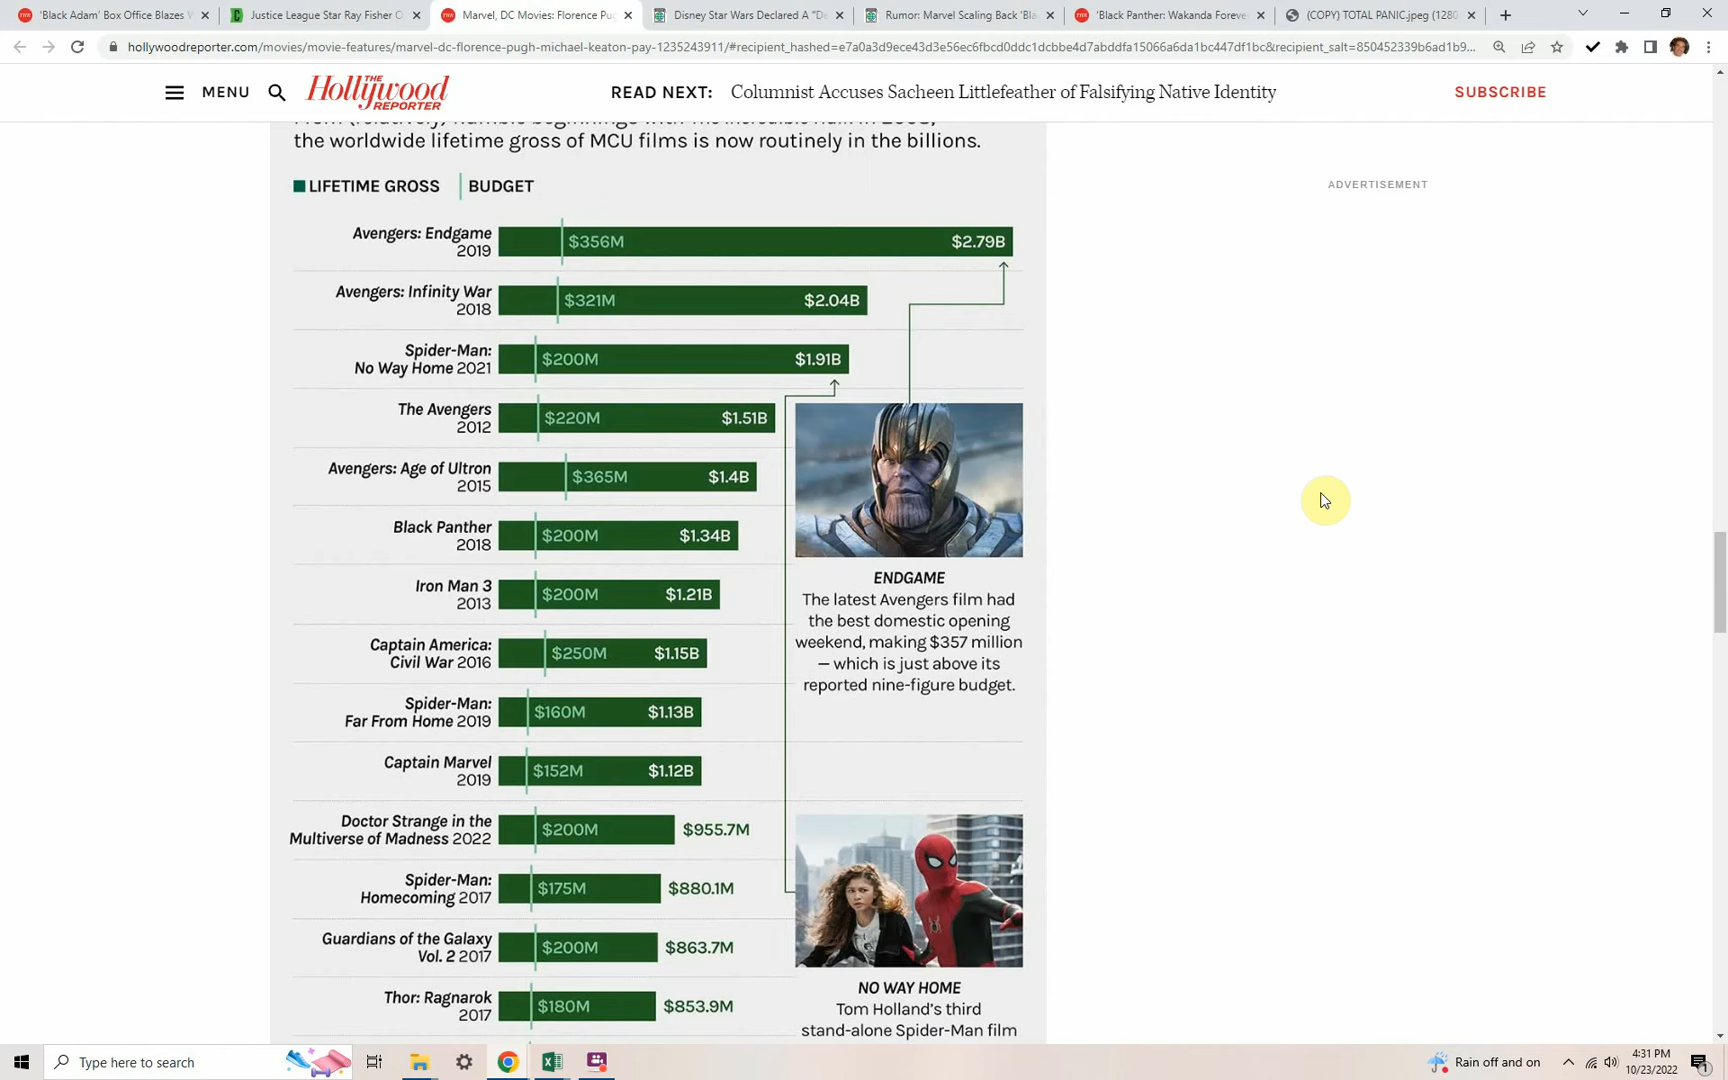 'Black Adam' Box Office Blazes W
Justice League Star Ray Fisher O
Marvel, DC Movies: Florence Pug
Disney Star Wars Declared A "De
Rumor: Marvel Scaling Back 'Bla
'Black Panther: Wakanda Foreve
(COPY) TOTAL PANIC.jpeg (1280
hollywoodreporter.com/movies/movie-features/marvel-dc-florence-pugh-michael-keaton-pay-1235243911/#recipient_hashed=e7a0a3d9ece43d3e56ec6fbcd0ddc1dcbbe4d7abddfa15066a6da1bc447df1bc&recipient_salt=850452339b6ad1b9...
MENU
THE Hollywood
REPORTER
READ NEXT: Columnist Accuses Sacheen Littlefeather of Falsifying Native Identity
SUBSCRIBE
the worldwide lifetime gross of MCU films is now routinely in the billions.
ADVERTISEMENT
LIFETIME GROSS BUDGET
Avengers: Endgame
2019
$356M
$2.79B
Avengers: Infinity War
2018
$321M
$2.04B
Spider-Man:
No Way Home 2021
$200M
$1.91B
The Avengers
2012
$220M
$1.51B
Avengers: Age of Ultron
2015
$365M
$1.4B
Black Panther
2018
$200M
$1.34B
Iron Man 3
2013
$200M
$1.21B
Captain America:
Civil War 2016
$250M
$1.15B
Spider-Man:
Far From Home 2019
$160M
$1.13B
Captain Marvel
2019
$152M
$1.12B
Doctor Strange in the
Multiverse of Madness 2022
$200M
$955.7M
Spider-Man:
Homecoming 2017
$175M
$880.1M
Guardians of the Galaxy
Vol. 2 2017
$200M
$863.7M
Thor: Ragnarok
2017
$180M
$853.9M
ENDGAME
The latest Avengers film had
the best domestic opening
weekend, making $357 million
— which is just above its
reported nine-figure budget.
NO WAY HOME
Tom Holland's third
stand-alone Spider-Man film
Type here to search
Rain off and on
4:31 PM
10/23/2022